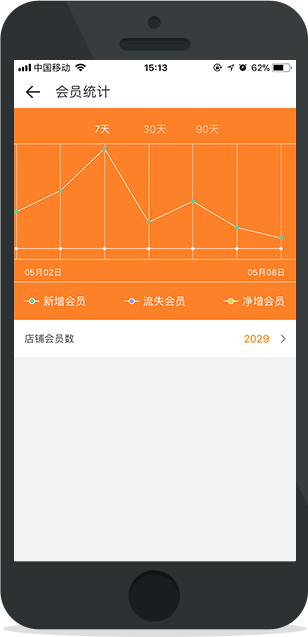 中国移动 15:13 62%
会员统计
7天 30天 90天
05月02日 05月08日
新增会员 流失会员 净增会员
店铺会员数 2029